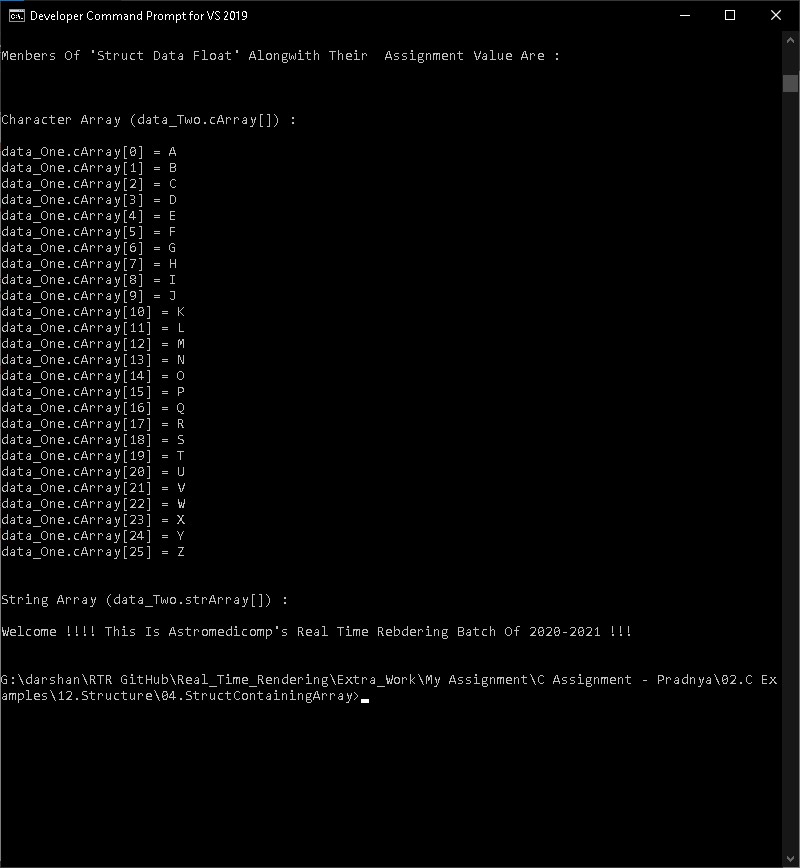 Developer Command Prompt for VS 2019
Menbers Of 'Struct Data Float' Alongwith Their  Assignment Value Are :
Character Array (data_Two.cArray[]) :
data_One.cArray[0] = A
data_One.cArray[1] = B
data_One.cArray[2] = C
data_One.cArray[3] = D
data_One.cArray[4] = E
data_One.cArray[5] = F
data_One.cArray[6] = G
data_One.cArray[7] = H
data_One.cArray[8] = I
data_One.cArray[9] = J
data_One.cArray[10] = K
data_One.cArray[11] = L
data_One.cArray[12] = M
data_One.cArray[13] = N
data_One.cArray[14] = O
data_One.cArray[15] = P
data_One.cArray[16] = Q
data_One.cArray[17] = R
data_One.cArray[18] = S
data_One.cArray[19] = T
data_One.cArray[20] = U
data_One.cArray[21] = V
data_One.cArray[22] = W
data_One.cArray[23] = X
data_One.cArray[24] = Y
data_One.cArray[25] = Z
String Array (data_Two.strArray[]) :
Welcome !!!! This Is Astromedicomp's Real Time Rebdering Batch Of 2020-2021 !!!
G:\darshan\RTR GitHub\Real_Time_Rendering\Extra_Work\My Assignment\C Assignment - Pradnya\02.C Ex
amples\12.Structure\04.StructContainingArray>